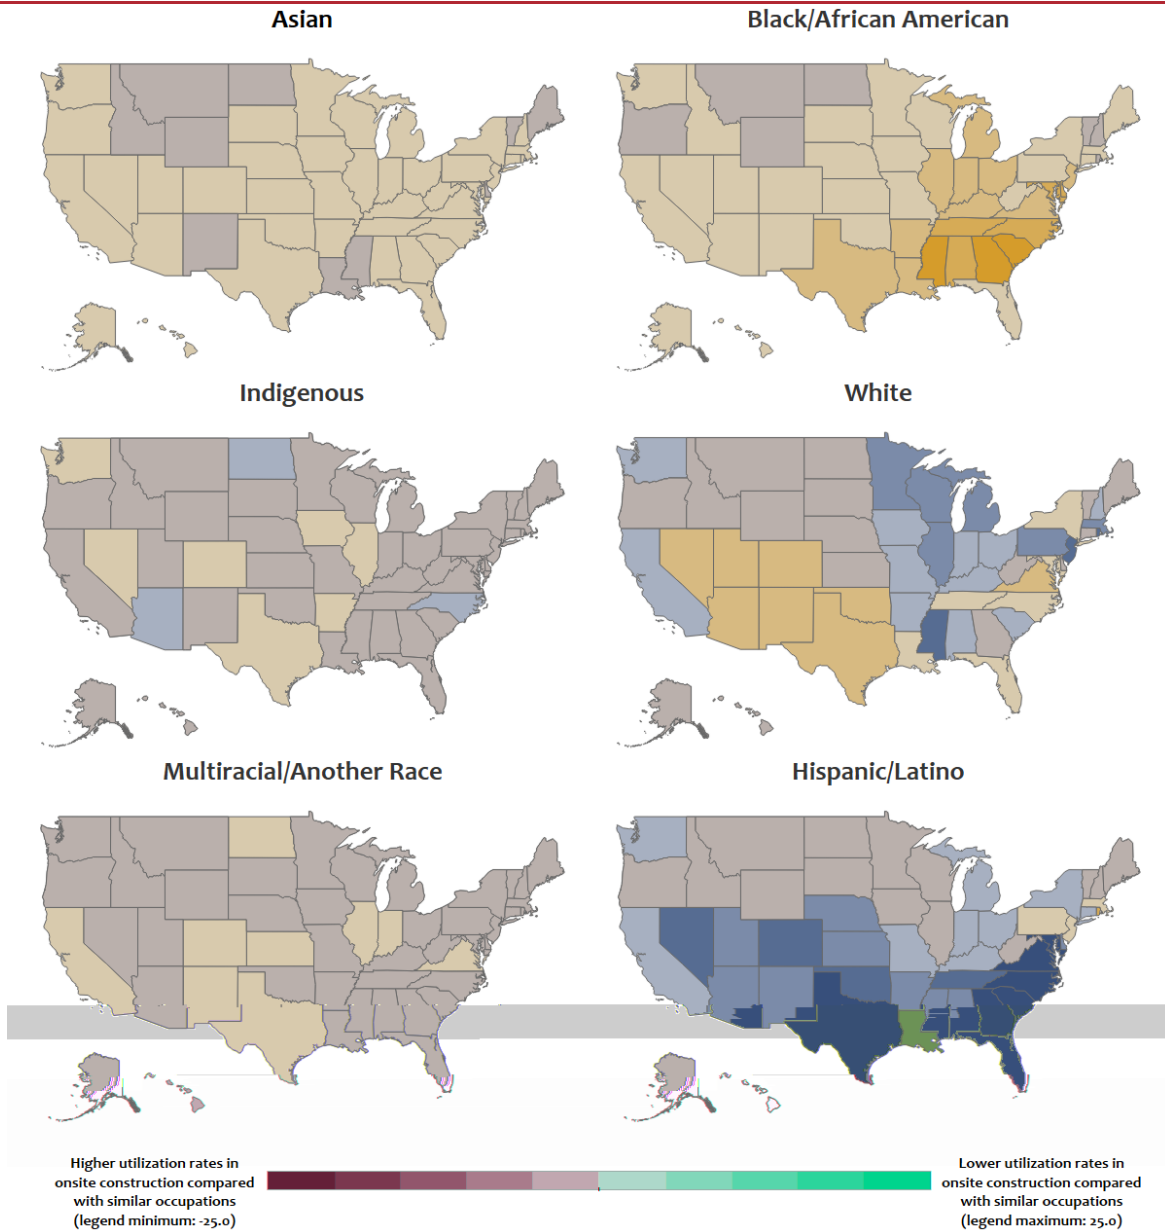 Asian
Black/African American
Indigenous
White
Multiracial/Another Race
Hispanic/Latino
Higher utilization rates in
onsite construction compared
with similar occupations
(legend minimum: -25.0)
Lower utilization rates in
onsite construction compared
with similar occupations
(legend maximum: 25.0)